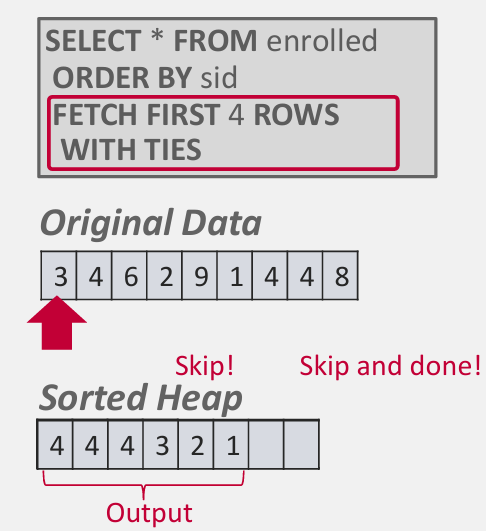 SELECT * FROM enrolled
ORDER BY sid
FETCH FIRST 4 ROWS
WITH TIES
Original Data
3 4 6 2 9 1 4 4 8
Skip! Skip and done!
Sorted Heap
4 4 4 3 2 1
Output